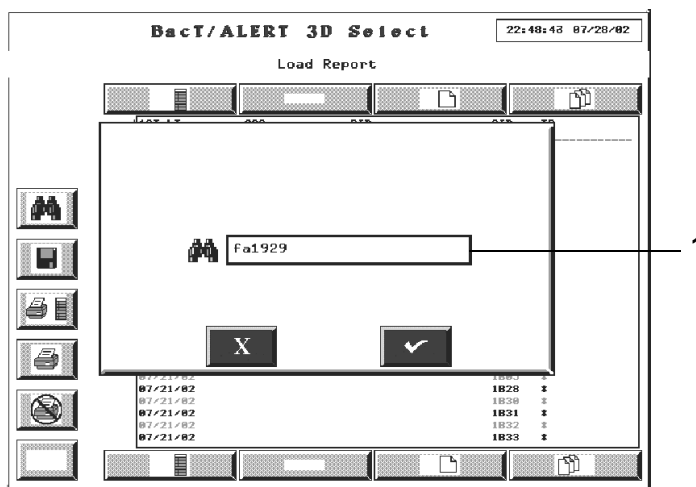 BacT/ALERT 3D Select
22:48:43 07/28/02
Load Report
fa1929
1
X
07/21/02 1B28 *
07/21/02 1B30 *
07/21/02 1B31 *
07/21/02 1B32 *
07/21/02 1B33 *